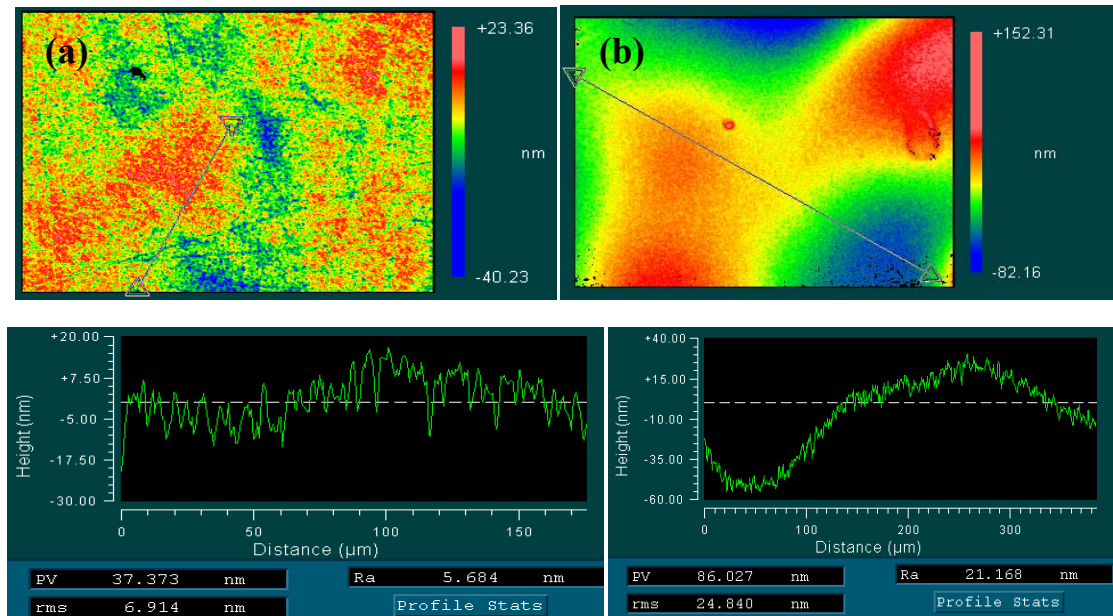 (a)
+23.36
nm
-40.23
(b)
+152.31
nm
-82.16
+20.00
+7.50
-5.00
-17.50
-30.00
Height (nm)
0 50 100 150
Distance (µm)
PV 37.373 nm
Ra 5.684 nm
rms 6.914 nm
Profile Stats
+40.00
+15.00
-10.00
-35.00
-60.00
Height (nm)
0 100 200 300
Distance (µm)
PV 86.027 nm
Ra 21.168 nm
rms 24.840 nm
Profile Stats